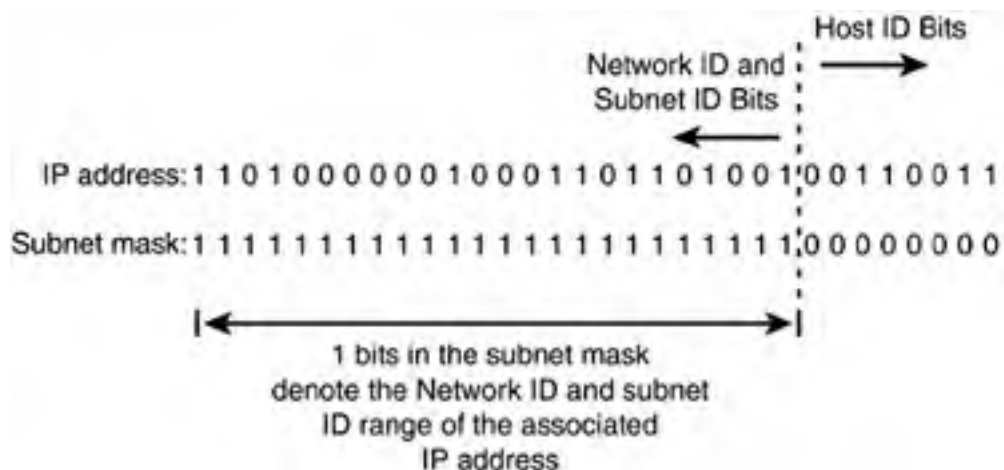 Host ID Bits
Network ID and
Subnet ID Bits
IP address: 1 1 0 1 0 0 0 0 0 0 1 0 0 0 1 1 0 1 1 0 1 0 0 1 0 0 1 1 0 0 1 1
Subnet mask: 1 1 1 1 1 1 1 1 1 1 1 1 1 1 1 1 1 1 1 1 1 1 1 1 0 0 0 0 0 0 0 0
1 bits in the subnet mask
denote the Network ID and subnet
ID range of the associated
IP address